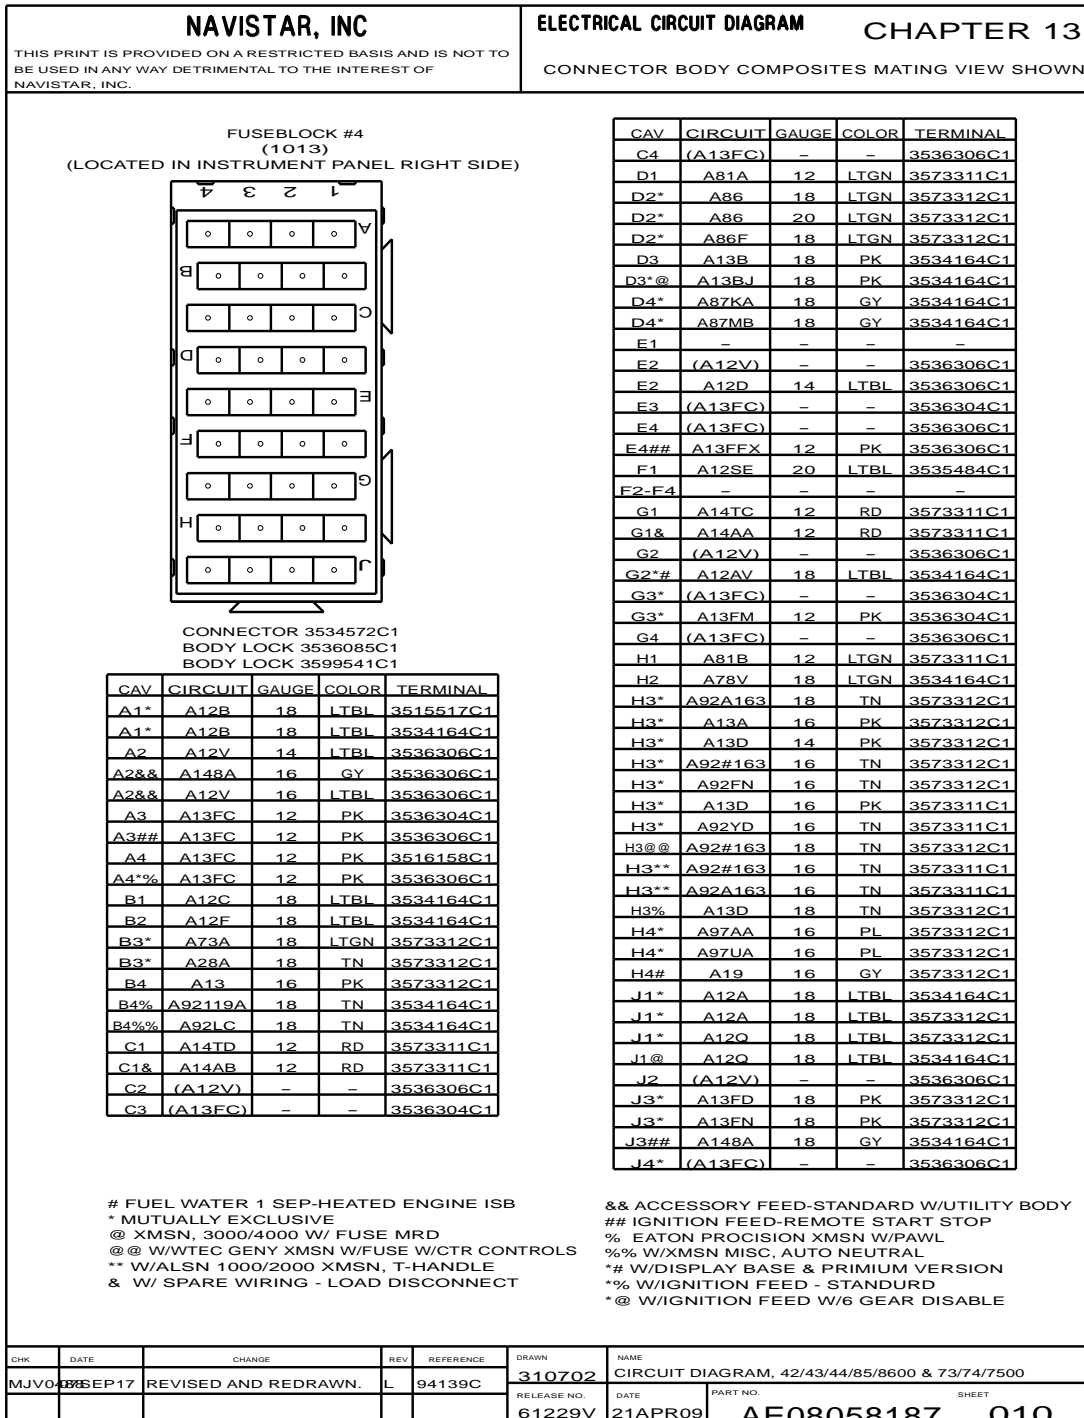 NAVISTAR, INC
THIS PRINT IS PROVIDED ON A RESTRICTED BASIS AND IS NOT TO
BE USED IN ANY WAY DETRIMENTAL TO THE INTEREST OF
NAVISTAR, INC.
ELECTRICAL CIRCUIT DIAGRAM CHAPTER 13
CONNECTOR BODY COMPOSITES MATING VIEW SHOWN
FUSEBLOCK #4
(1013)
(LOCATED IN INSTRUMENT PANEL RIGHT SIDE)
4 3 2 1
A
B
C
D
E
F
G
H
J
CONNECTOR 3534572C1
BODY LOCK 3536085C1
BODY LOCK 3599541C1
CAV CIRCUIT GAUGE COLOR TERMINAL
A1* A12B 18 LTBL 3515517C1
A1* A12B 18 LTBL 3534164C1
A2 A12V 14 LTBL 3536306C1
A2&& A148A 16 GY 3536306C1
A2&& A12V 16 LTBL 3536306C1
A3 A13FC 12 PK 3536304C1
A3## A13FC 12 PK 3536306C1
A4 A13FC 12 PK 3516158C1
A4*% A13FC 12 PK 3536306C1
B1 A12C 18 LTBL 3534164C1
B2 A12F 18 LTBL 3534164C1
B3* A73A 18 LTGN 3573312C1
B3* A28A 18 TN 3573312C1
B4 A13 16 PK 3573312C1
B4% A92119A 18 TN 3534164C1
B4%% A92LC 18 TN 3534164C1
C1 A14TD 12 RD 3573311C1
C1& A14AB 12 RD 3573311C1
C2 (A12V) – – 3536306C1
C3 (A13FC) – – 3536304C1
CAV CIRCUIT GAUGE COLOR TERMINAL
C4 (A13FC) – – 3536306C1
D1 A81A 12 LTGN 3573311C1
D2* A86 18 LTGN 3573312C1
D2* A86 20 LTGN 3573312C1
D2* A86F 18 LTGN 3573312C1
D3 A13B 18 PK 3534164C1
D3*@ A13BJ 18 PK 3534164C1
D4* A87KA 18 GY 3534164C1
D4* A87MB 18 GY 3534164C1
E1 – – – –
E2 (A12V) – – 3536306C1
E2 A12D 14 LTBL 3536306C1
E3 (A13FC) – – 3536304C1
E4 (A13FC) – – 3536306C1
E4## A13FFX 12 PK 3536306C1
F1 A12SE 20 LTBL 3535484C1
F2-F4 – – – –
G1 A14TC 12 RD 3573311C1
G1& A14AA 12 RD 3573311C1
G2 (A12V) – – 3536306C1
G2*# A12AV 18 LTBL 3534164C1
G3* (A13FC) – – 3536304C1
G3* A13FM 12 PK 3536304C1
G4 (A13FC) – – 3536306C1
H1 A81B 12 LTGN 3573311C1
H2 A78V 18 LTGN 3534164C1
H3* A92A163 18 TN 3573312C1
H3* A13A 16 PK 3573312C1
H3* A13D 14 PK 3573312C1
H3* A92#163 16 TN 3573312C1
H3* A92FN 16 TN 3573312C1
H3* A13D 16 PK 3573311C1
H3* A92YD 16 TN 3573311C1
H3@@ A92#163 18 TN 3573312C1
H3** A92#163 16 TN 3573311C1
H3** A92A163 16 TN 3573311C1
H3% A13D 18 TN 3573312C1
H4* A97AA 16 PL 3573312C1
H4* A97UA 16 PL 3573312C1
H4# A19 16 GY 3573312C1
J1* A12A 18 LTBL 3534164C1
J1* A12A 18 LTBL 3573312C1
J1* A12Q 18 LTBL 3573312C1
J1@ A12Q 18 LTBL 3534164C1
J2 (A12V) – – 3536306C1
J3* A13FD 18 PK 3573312C1
J3* A13FN 18 PK 3573312C1
J3## A148A 18 GY 3534164C1
J4* (A13FC) – – 3536306C1
# FUEL WATER 1 SEP-HEATED ENGINE ISB
* MUTUALLY EXCLUSIVE
@ XMSN, 3000/4000 W/ FUSE MRD
@@ W/WTEC GENY XMSN W/FUSE W/CTR CONTROLS
** W/ALSN 1000/2000 XMSN, T-HANDLE
& W/ SPARE WIRING - LOAD DISCONNECT
&& ACCESSORY FEED-STANDARD W/UTILITY BODY
## IGNITION FEED-REMOTE START STOP
% EATON PROCISION XMSN W/PAWL
%% W/XMSN MISC, AUTO NEUTRAL
*# W/DISPLAY BASE & PRIMIUM VERSION
*% W/IGNITION FEED - STANDURD
*@ W/IGNITION FEED W/6 GEAR DISABLE
CHK DATE CHANGE REV REFERENCE
SEP17 REVISED AND REDRAWN. L 94139C
DRAWN 310702
NAME CIRCUIT DIAGRAM, 42/43/44/85/8600 & 73/74/7500
RELEASE NO. 61229V
DATE 21APR09
PART NO. AE08058187
SHEET 010